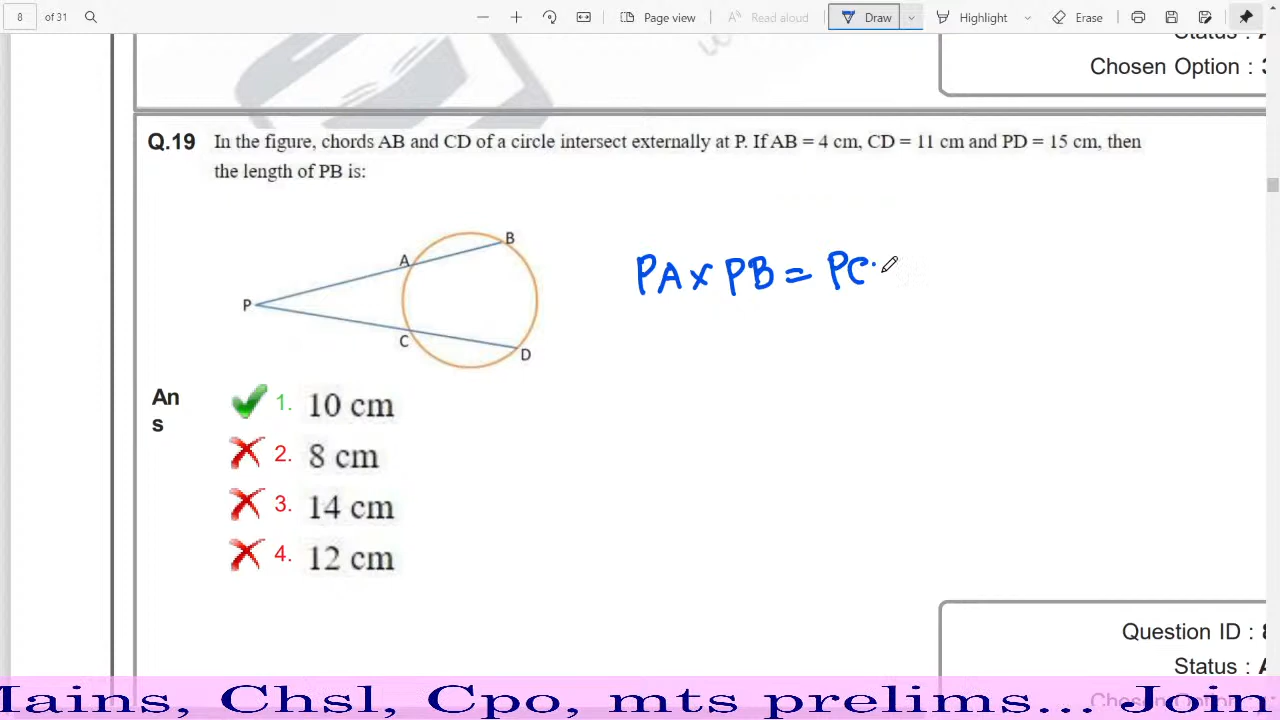 8 of 31 Page view Read aloud Draw Highlight Erase
Chosen Option :
Q.19 In the figure, chords AB and CD of a circle intersect externally at P. If AB = 4 cm, CD = 11 cm and PD = 15 cm, then
the length of PB is:
B
A
P
C
D
PA x PB = PC.
An
s
1. 10 cm
2. 8 cm
3. 14 cm
4. 12 cm
Question ID :
Status :
Chosen Option :
Mains, Chsl, Cpo, mts prelims... Join